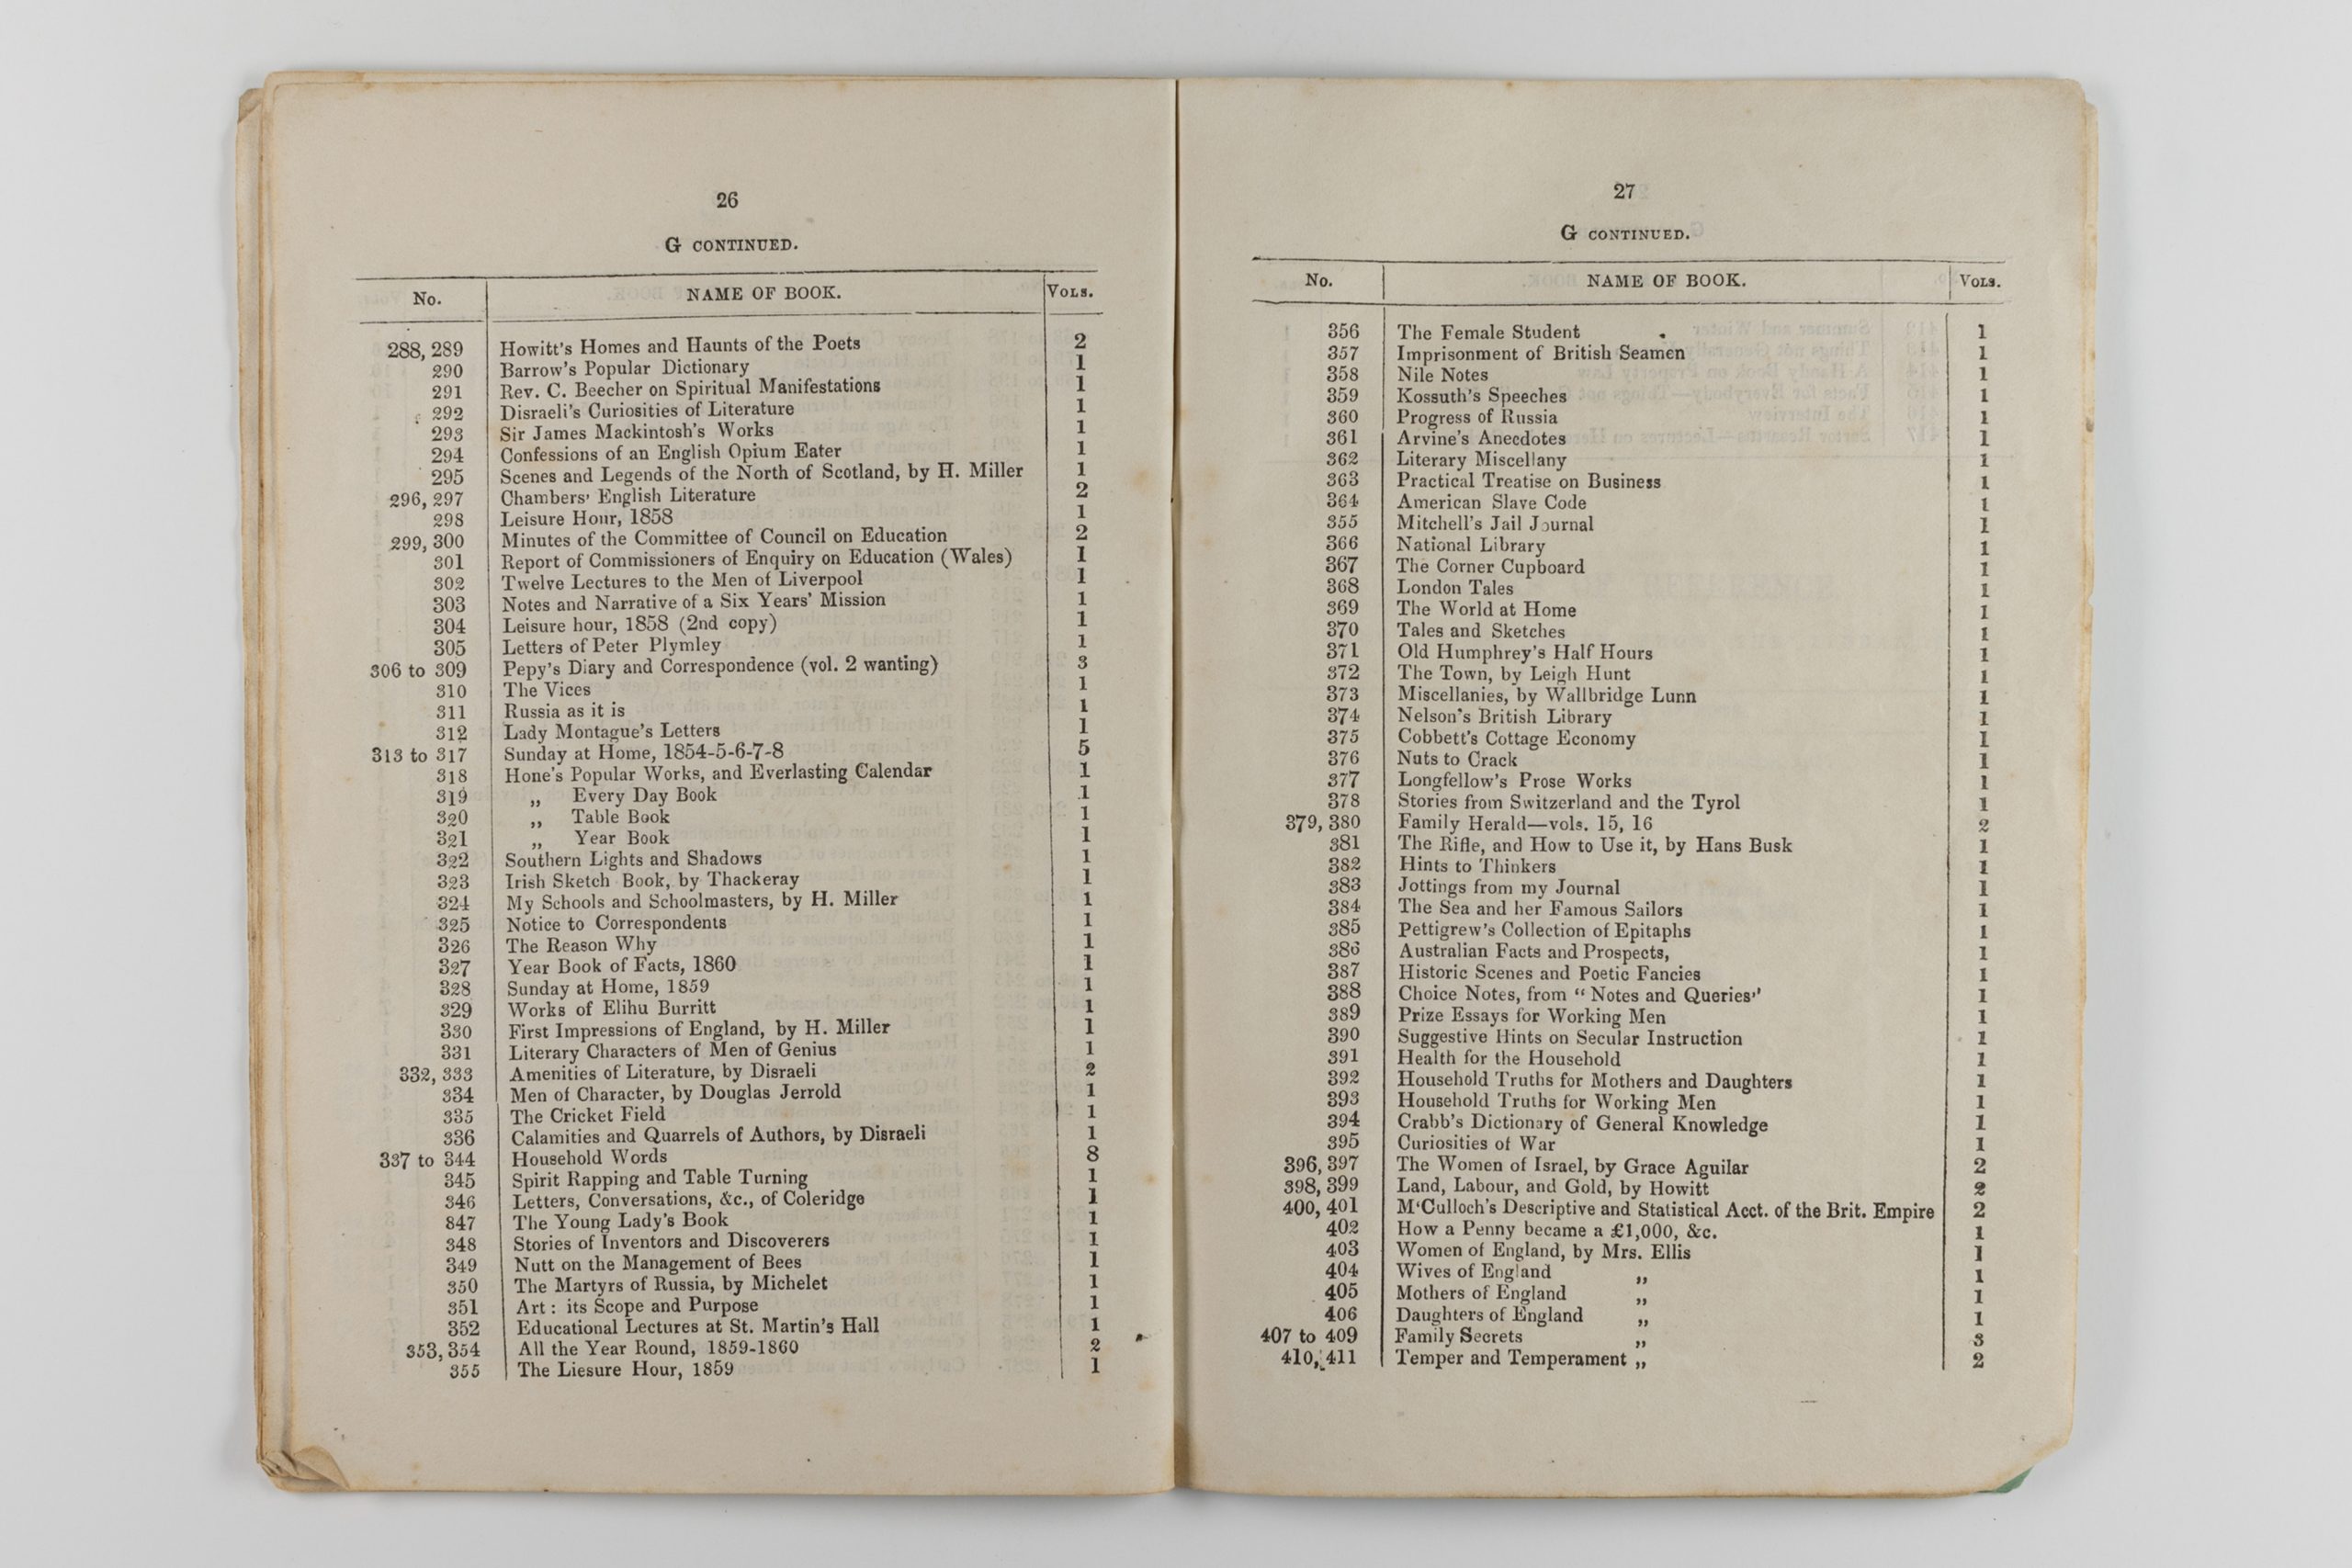 26
G CONTINUED.
No. NAME OF BOOK. VOLS.
288, 289 Howitt's Homes and Haunts of the Poets 2
290 Barrow's Popular Dictionary 1
291 Rev. C. Beecher on Spiritual Manifestations 1
292 Disraeli's Curiosities of Literature 1
293 Sir James Mackintosh's Works 1
294 Confessions of an English Opium Eater 1
295 Scenes and Legends of the North of Scotland, by H. Miller 1
296, 297 Chambers' English Literature 2
298 Leisure Hour, 1858 1
299, 300 Minutes of the Committee of Council on Education 2
301 Report of Commissioners of Enquiry on Education (Wales) 1
302 Twelve Lectures to the Men of Liverpool 1
303 Notes and Narrative of a Six Years' Mission 1
304 Leisure hour, 1858 (2nd copy) 1
305 Letters of Peter Plymley 1
306 to 309 Pepy's Diary and Correspondence (vol. 2 wanting) 3
310 The Vices 1
311 Russia as it is 1
312 Lady Montague's Letters 1
313 to 317 Sunday at Home, 1854-5-6-7-8 5
318 Hone's Popular Works, and Everlasting Calendar 1
319 „ Every Day Book 1
320 „ Table Book 1
321 „ Year Book 1
322 Southern Lights and Shadows 1
323 Irish Sketch Book, by Thackeray 1
324 My Schools and Schoolmasters, by H. Miller 1
325 Notice to Correspondents 1
326 The Reason Why 1
327 Year Book of Facts, 1860 1
328 Sunday at Home, 1859 1
329 Works of Elihu Burritt 1
330 First Impressions of England, by H. Miller 1
331 Literary Characters of Men of Genius 1
332, 333 Amenities of Literature, by Disraeli 2
334 Men of Character, by Douglas Jerrold 1
335 The Cricket Field 1
336 Calamities and Quarrels of Authors, by Disraeli 1
337 to 344 Household Words 8
345 Spirit Rapping and Table Turning 1
346 Letters, Conversations, &c., of Coleridge 1
847 The Young Lady's Book 1
348 Stories of Inventors and Discoverers 1
349 Nutt on the Management of Bees 1
350 The Martyrs of Russia, by Michelet 1
351 Art : its Scope and Purpose 1
352 Educational Lectures at St. Martin's Hall 1
353, 354 All the Year Round, 1859-1860 2
355 The Liesure Hour, 1859 1
27
G CONTINUED.
No. NAME OF BOOK. VOLS.
356 The Female Student 1
357 Imprisonment of British Seamen 1
358 Nile Notes 1
359 Kossuth's Speeches 1
360 Progress of Russia 1
361 Arvine's Anecdotes 1
362 Literary Miscellany 1
363 Practical Treatise on Business 1
364 American Slave Code 1
355 Mitchell's Jail Journal 1
366 National Library 1
367 The Corner Cupboard 1
368 London Tales 1
369 The World at Home 1
370 Tales and Sketches 1
371 Old Humphrey's Half Hours 1
372 The Town, by Leigh Hunt 1
373 Miscellanies, by Wallbridge Lunn 1
374 Nelson's British Library 1
375 Cobbett's Cottage Economy 1
376 Nuts to Crack 1
377 Longfellow's Prose Works 1
378 Stories from Switzerland and the Tyrol 1
379, 380 Family Herald—vols. 15, 16 2
381 The Rifle, and How to Use it, by Hans Busk 1
382 Hints to Thinkers 1
383 Jottings from my Journal 1
384 The Sea and her Famous Sailors 1
385 Pettigrew's Collection of Epitaphs 1
386 Australian Facts and Prospects, 1
387 Historic Scenes and Poetic Fancies 1
388 Choice Notes, from "Notes and Queries" 1
389 Prize Essays for Working Men 1
390 Suggestive Hints on Secular Instruction 1
391 Health for the Household 1
392 Household Truths for Mothers and Daughters 1
393 Household Truths for Working Men 1
394 Crabb's Dictionary of General Knowledge 1
395 Curiosities of War 1
396, 397 The Women of Israel, by Grace Aguilar 2
398, 399 Land, Labour, and Gold, by Howitt 2
400, 401 M'Culloch's Descriptive and Statistical Acct. of the Brit. Empire 2
402 How a Penny became a £1,000, &c. 1
403 Women of England, by Mrs. Ellis 1
404 Wives of England „ 1
405 Mothers of England „ 1
406 Daughters of England „ 1
407 to 409 Family Secrets „ 3
410, 411 Temper and Temperament „ 2